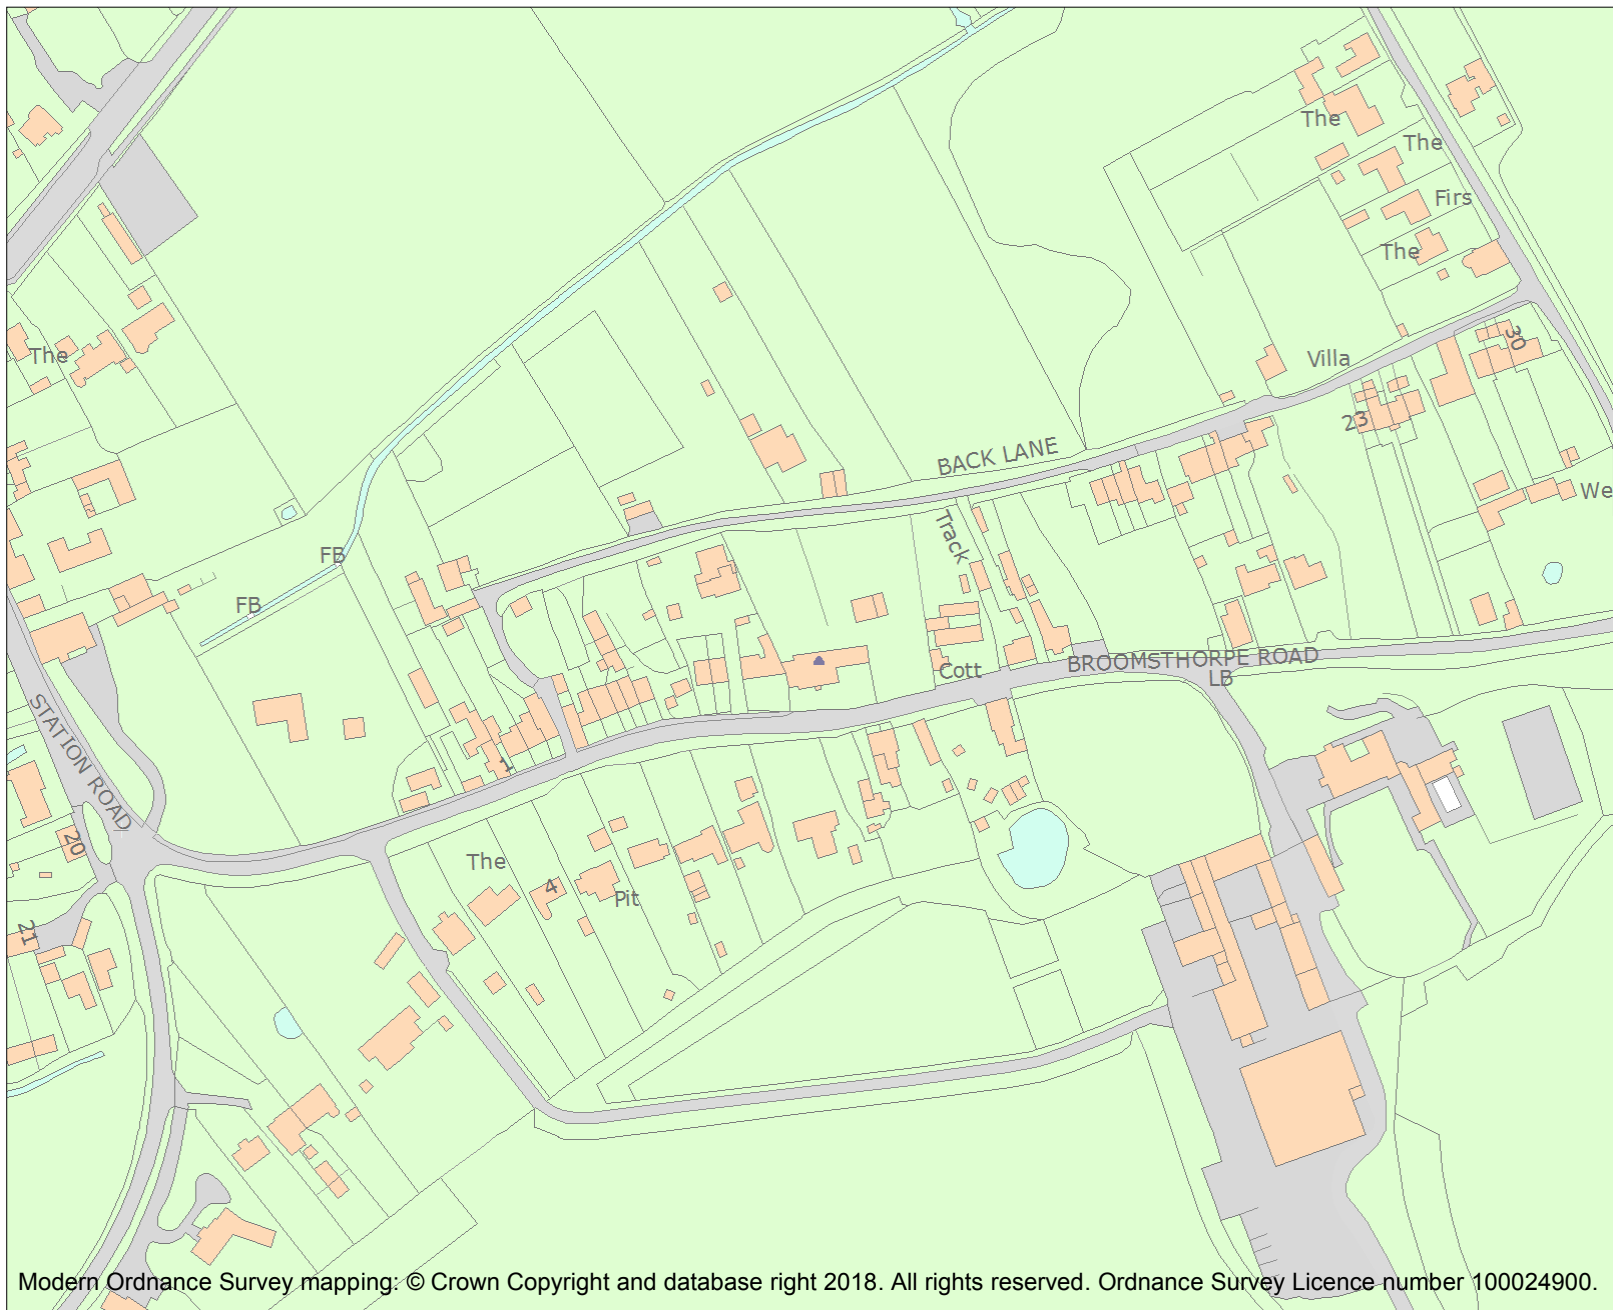 The
The
Firs
The
The
Villa
30
23
BACK LANE
We
Track
FB
FB
BROOMSTHORPE ROAD
Cott
LB
STATION ROAD
1
20
The
4
Pit
21
Modern Ordnance Survey mapping: © Crown Copyright and database right 2018. All rights reserved. Ordnance Survey Licence number 100024900.